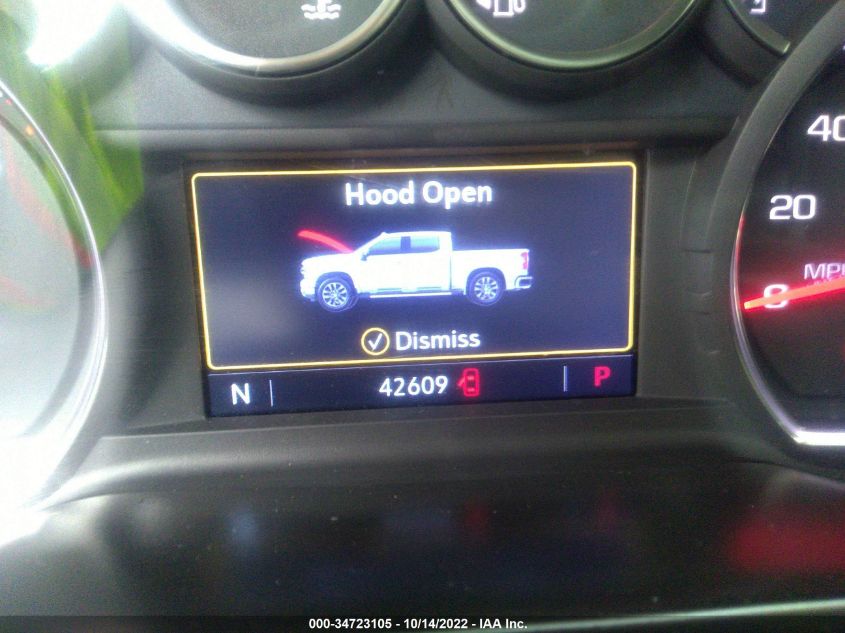 40
20
MPH
0
Hood Open
Dismiss
N
42609
P
000-34723105 - 10/14/2022 - IAA Inc.